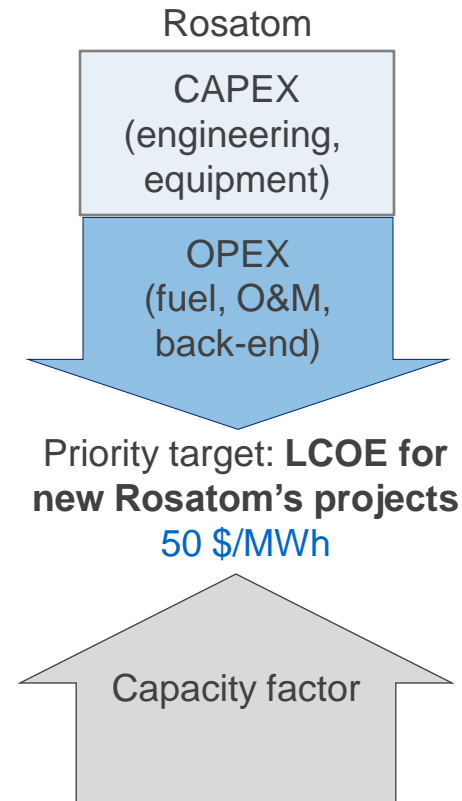 Rosatom
CAPEX
(engineering,
equipment)
OPEX
(fuel, O&M,
back-end)
Priority target: LCOE for
new Rosatom's projects
50 $/MWh
Capacity factor